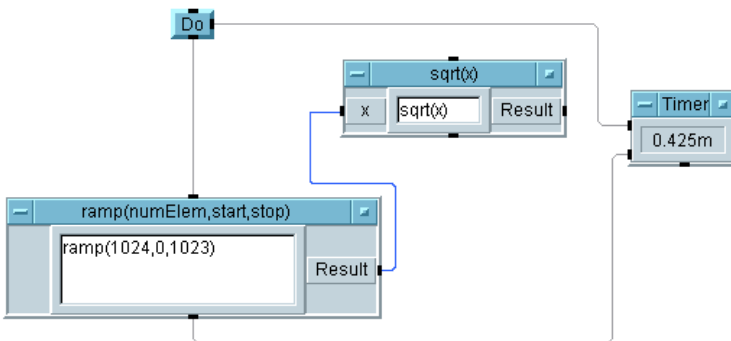 Do
sqrt(x)
x
sqrt(x)
Result
Timer
0.425m
ramp(numElem,start,stop)
ramp(1024,0,1023)
Result